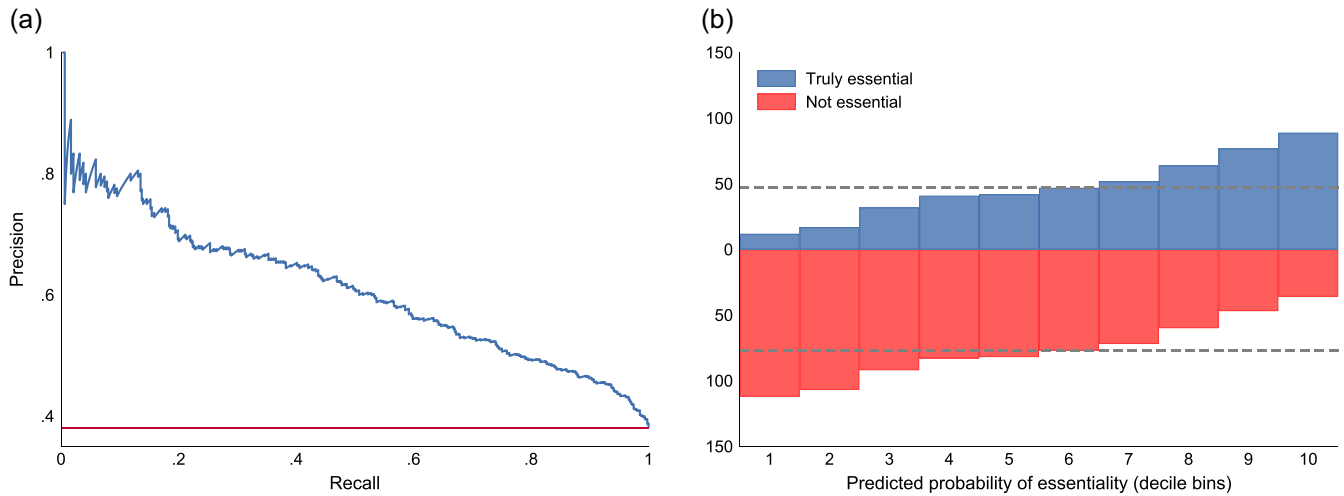 (a)
Precision
1
.8
.6
.4
0 .2 .4 .6 .8 1
Recall
(b)
150
100
50
0
50
100
150
Truly essential
Not essential
1 2 3 4 5 6 7 8 9 10
Predicted probability of essentiality (decile bins)